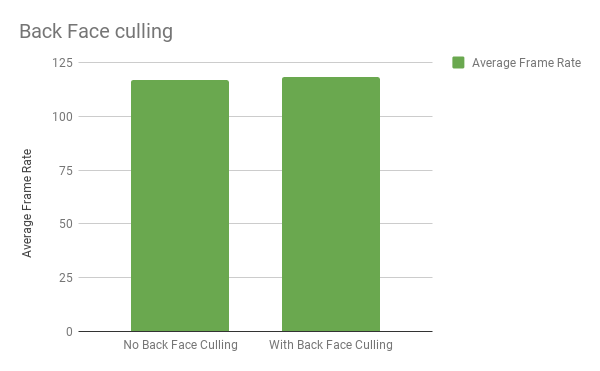 Back Face culling
Average Frame Rate
125
100
75
50
25
0
Average Frame Rate
No Back Face Culling
With Back Face Culling